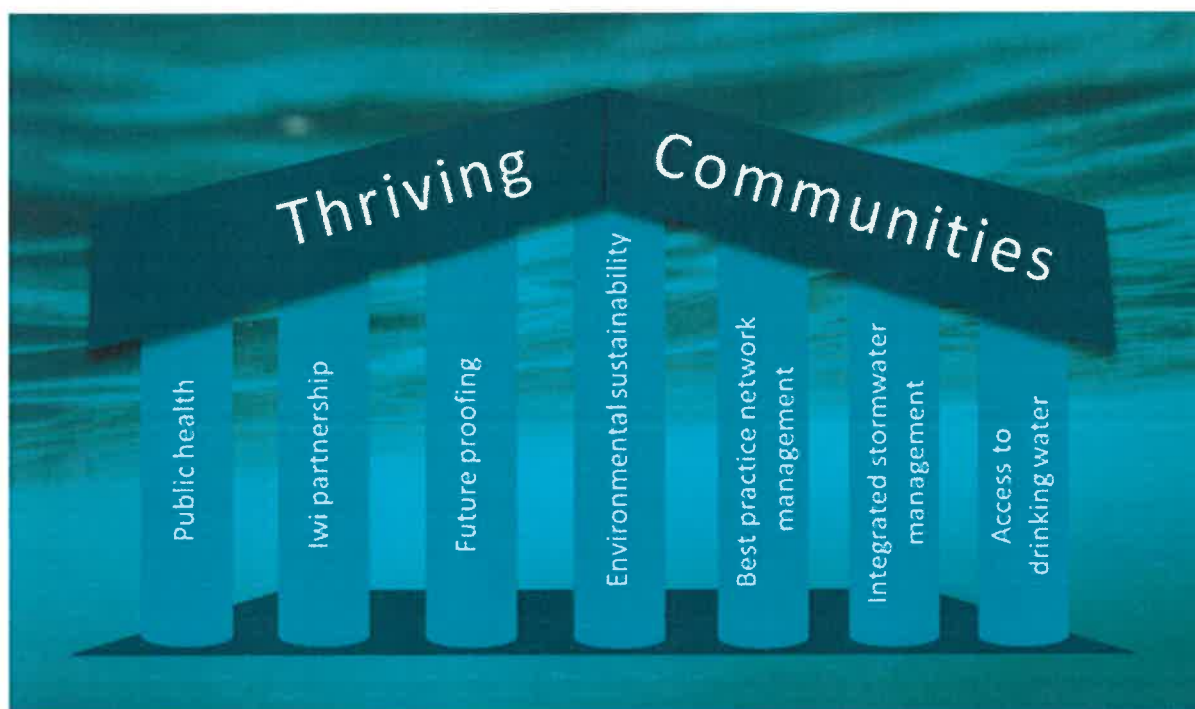 Thriving Communities
Public health
Iwi partnership
Future proofing
Environmental sustainability
Best practice network
management
Integrated stormwater
management
Access to
drinking water